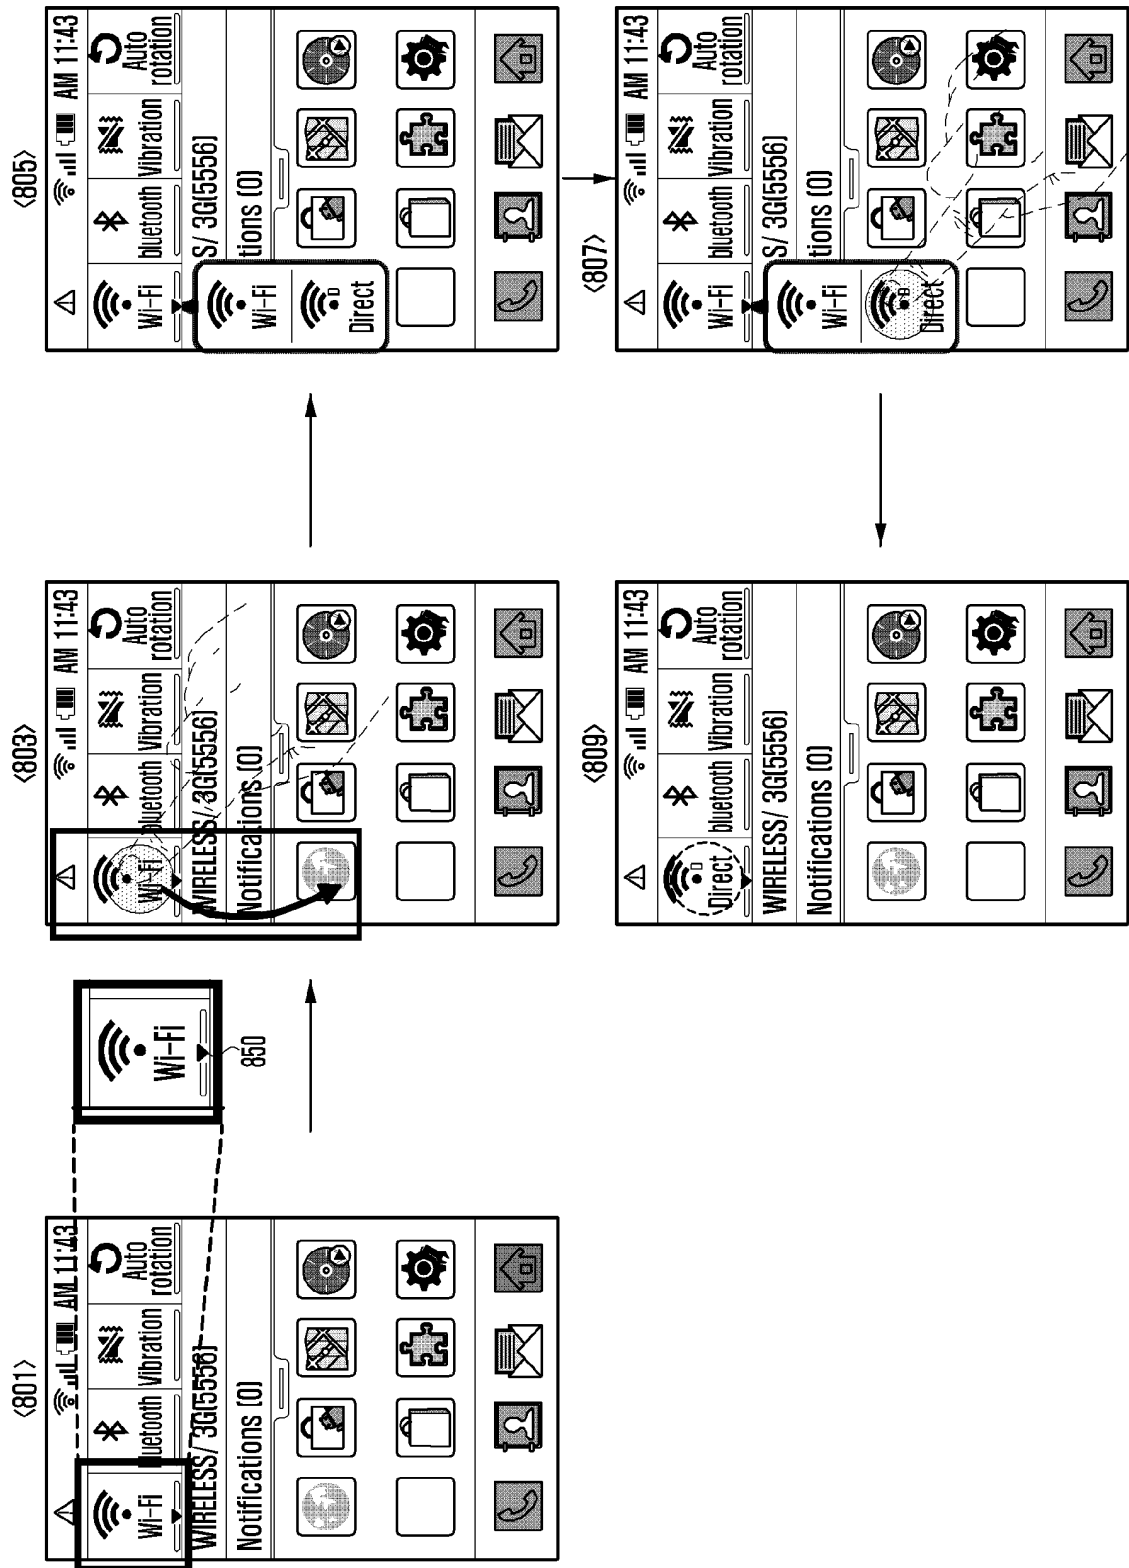 <801>
AM 11:43
Wi-Fi luetooth Vibration Auto rotation
WIRELESS/ 3G(5556)
Notifications (0)
Wi-Fi
850
<803>
AM 11:43
Wi-Fi bluetooth Vibration Auto rotation
WIRELESS/ 3G(5556)
Notifications (0)
<805>
AM 11:43
Wi-Fi bluetooth Vibration Auto rotation
S/ 3G(5556)
tions (0)
Wi-Fi
D
Direct
<807>
AM 11:43
Wi-Fi bluetooth Vibration Auto rotation
S/ 3G(5556)
tions (0)
Wi-Fi
D
Direct
<809>
AM 11:43
D
Direct bluetooth Vibration Auto rotation
WIRELESS/ 3G(5556)
Notifications (0)